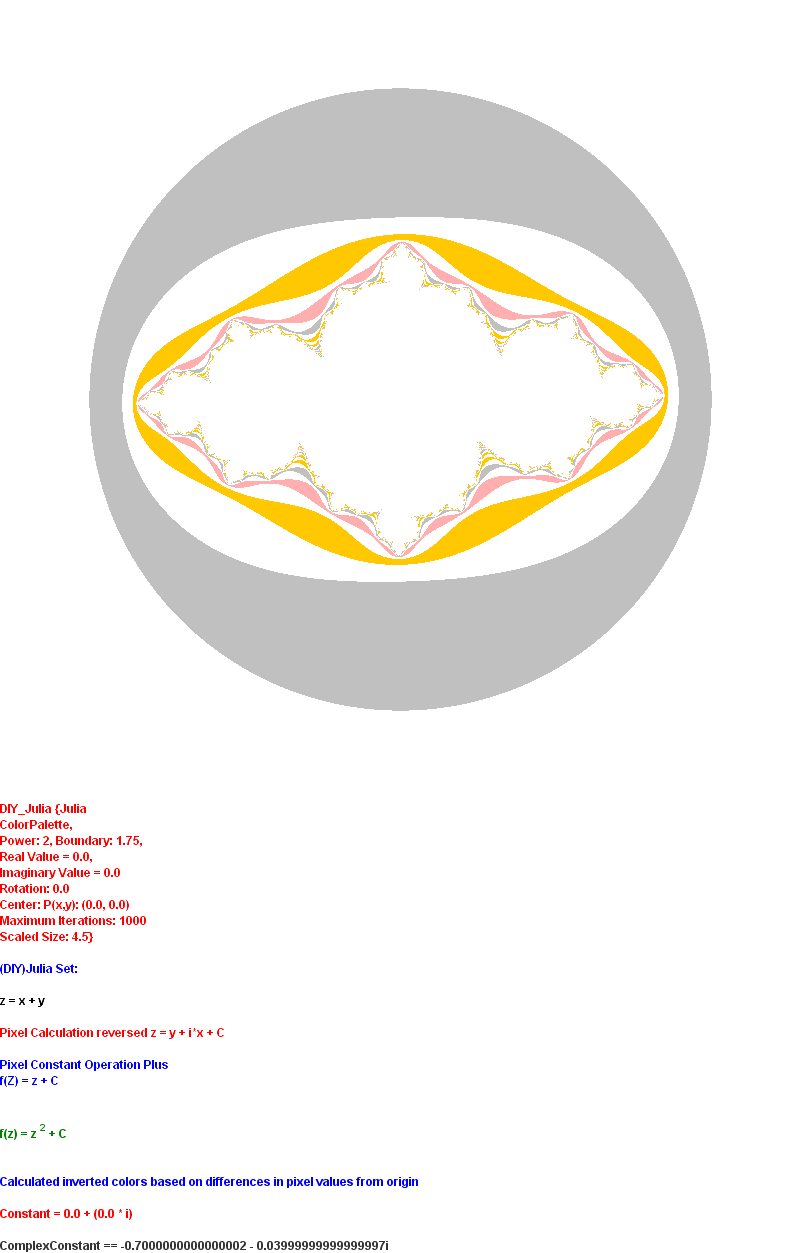 DIY_Julia {Julia
ColorPalette,
Power: 2, Boundary: 1.75,
Real Value = 0.0,
Imaginary Value = 0.0
Rotation: 0.0
Center: P(x,y): (0.0, 0.0)
Maximum Iterations: 1000
Scaled Size: 4.5}
(DIY)Julia Set:
z = x + y
Pixel Calculation reversed z = y + i*x + C
Pixel Constant Operation Plus
f(Z) = z + C
f(z) = z 2 + C
Calculated inverted colors based on differences in pixel values from origin
Constant = 0.0 + (0.0 * i)
ComplexConstant == -0.7000000000000002 - 0.03999999999999997i